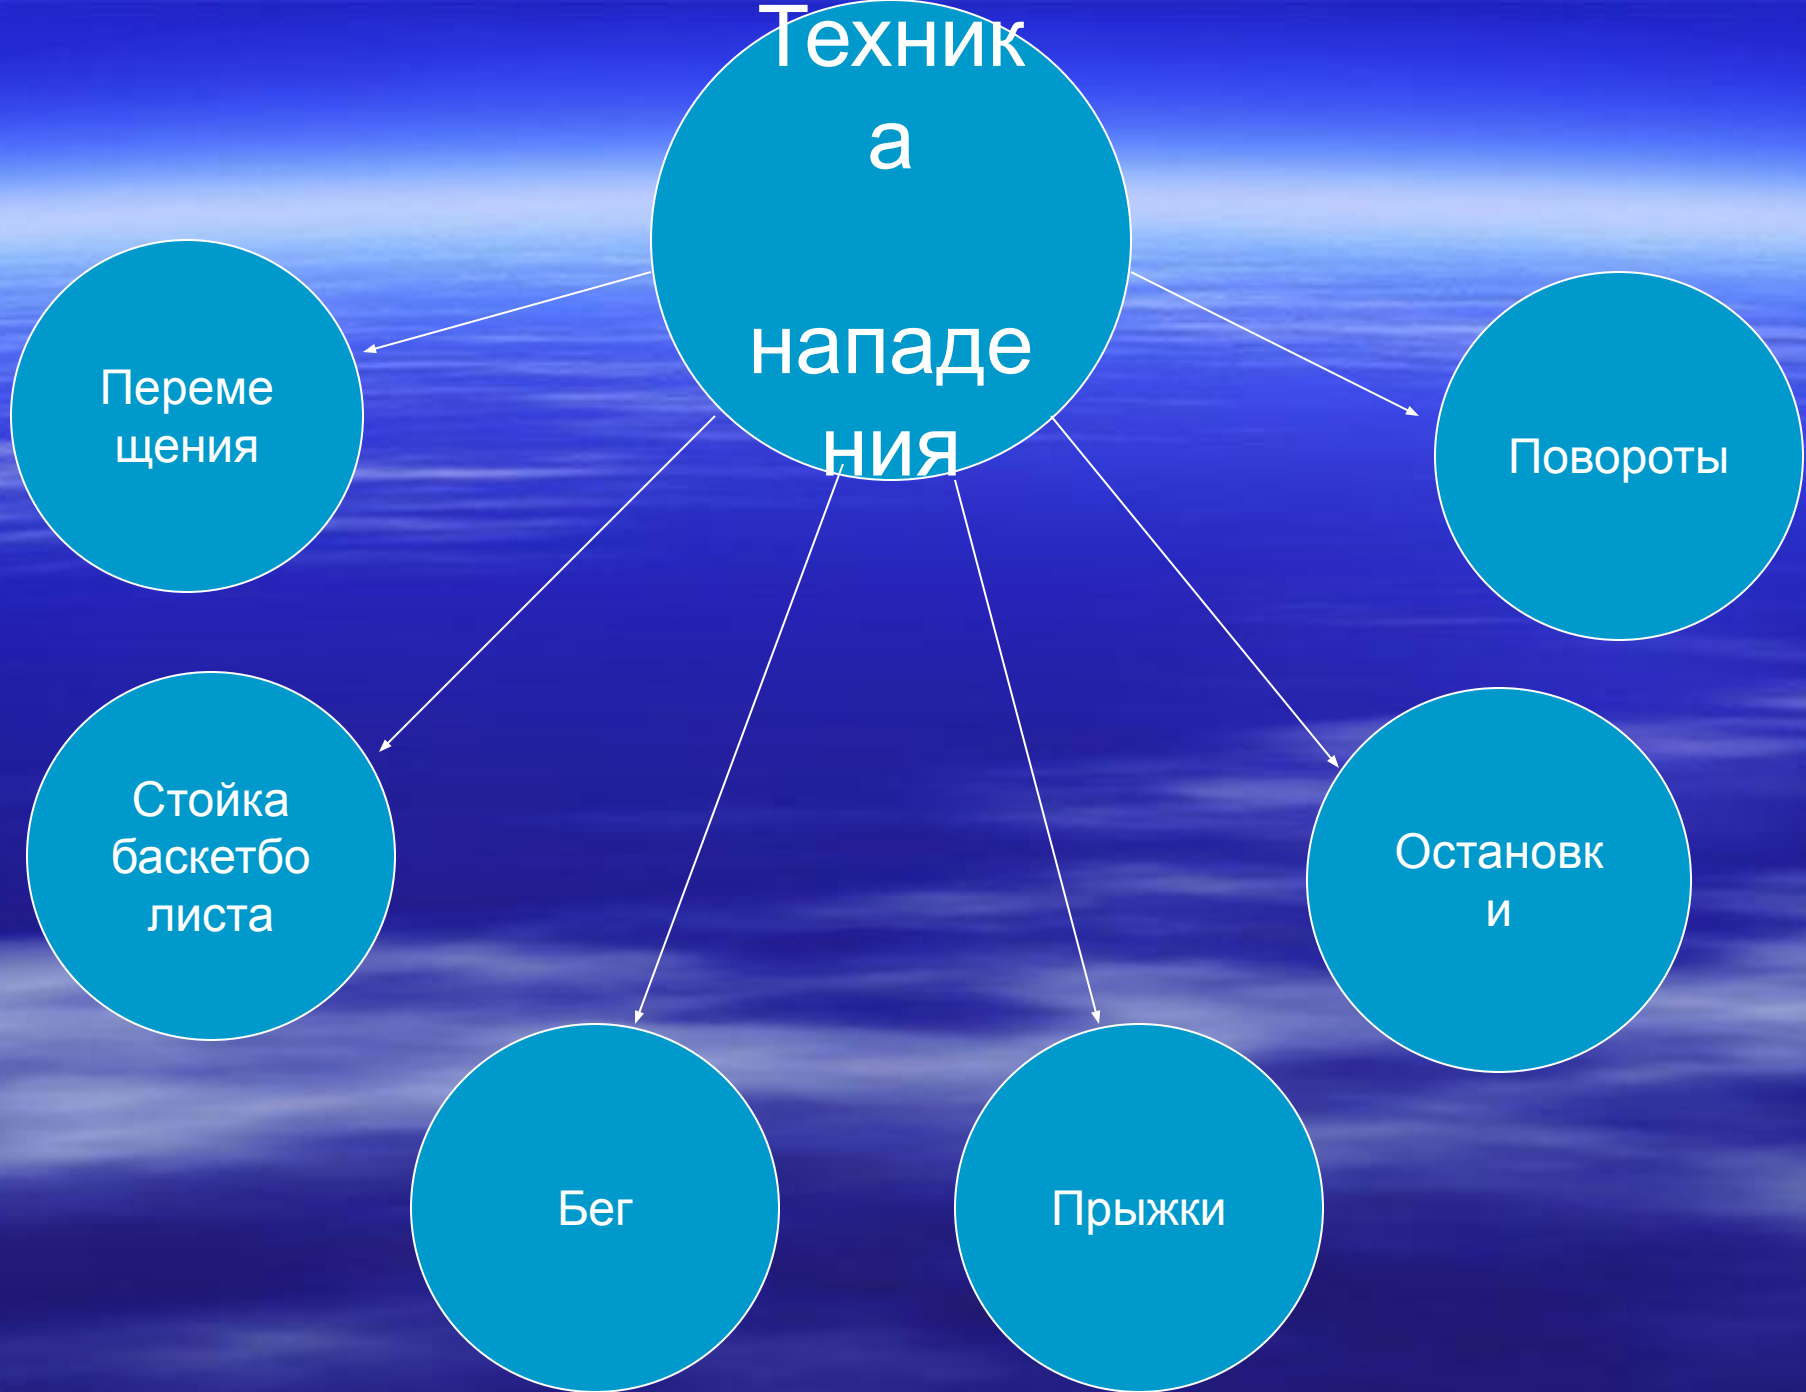 Техник
а
нападе
ния
Переме
щения
Стойка
баскетбо
листа
Бег
Прыжки
Остановк
и
Повороты